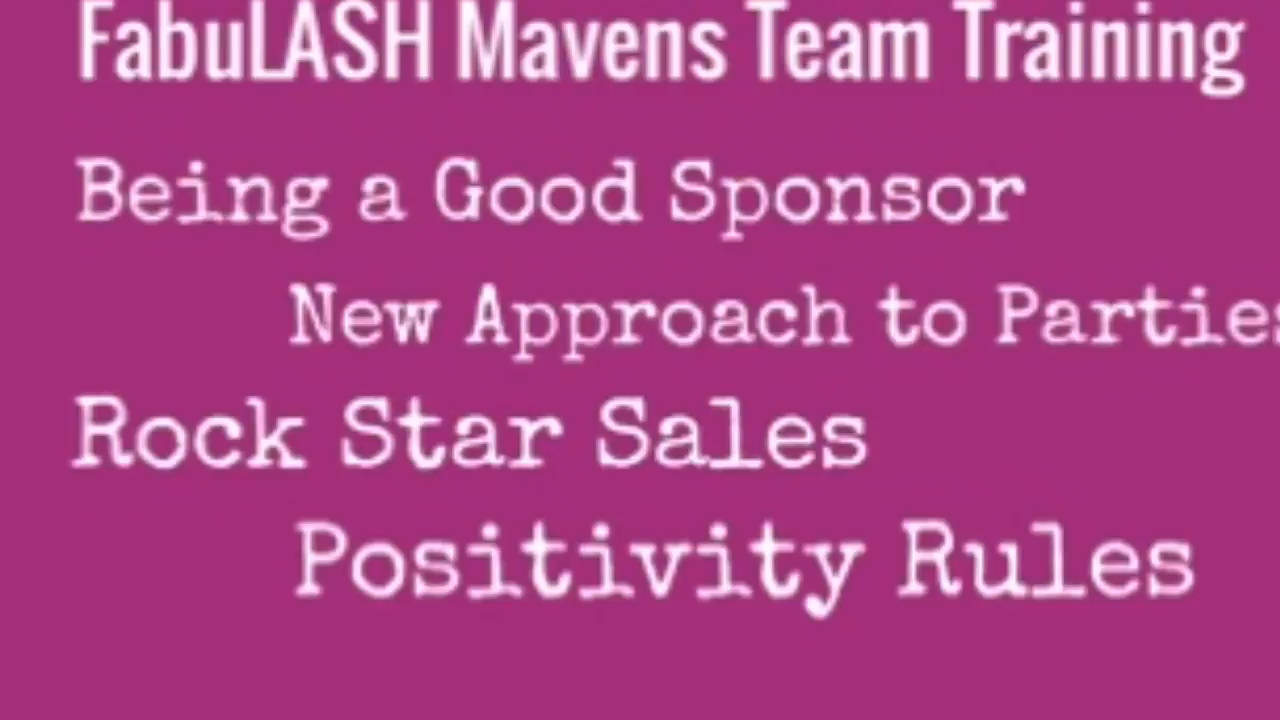 FabuLASH Mavens Team Training
Being a Good Sponsor
New Approach to Parties
Rock Star Sales
Positivity Rules